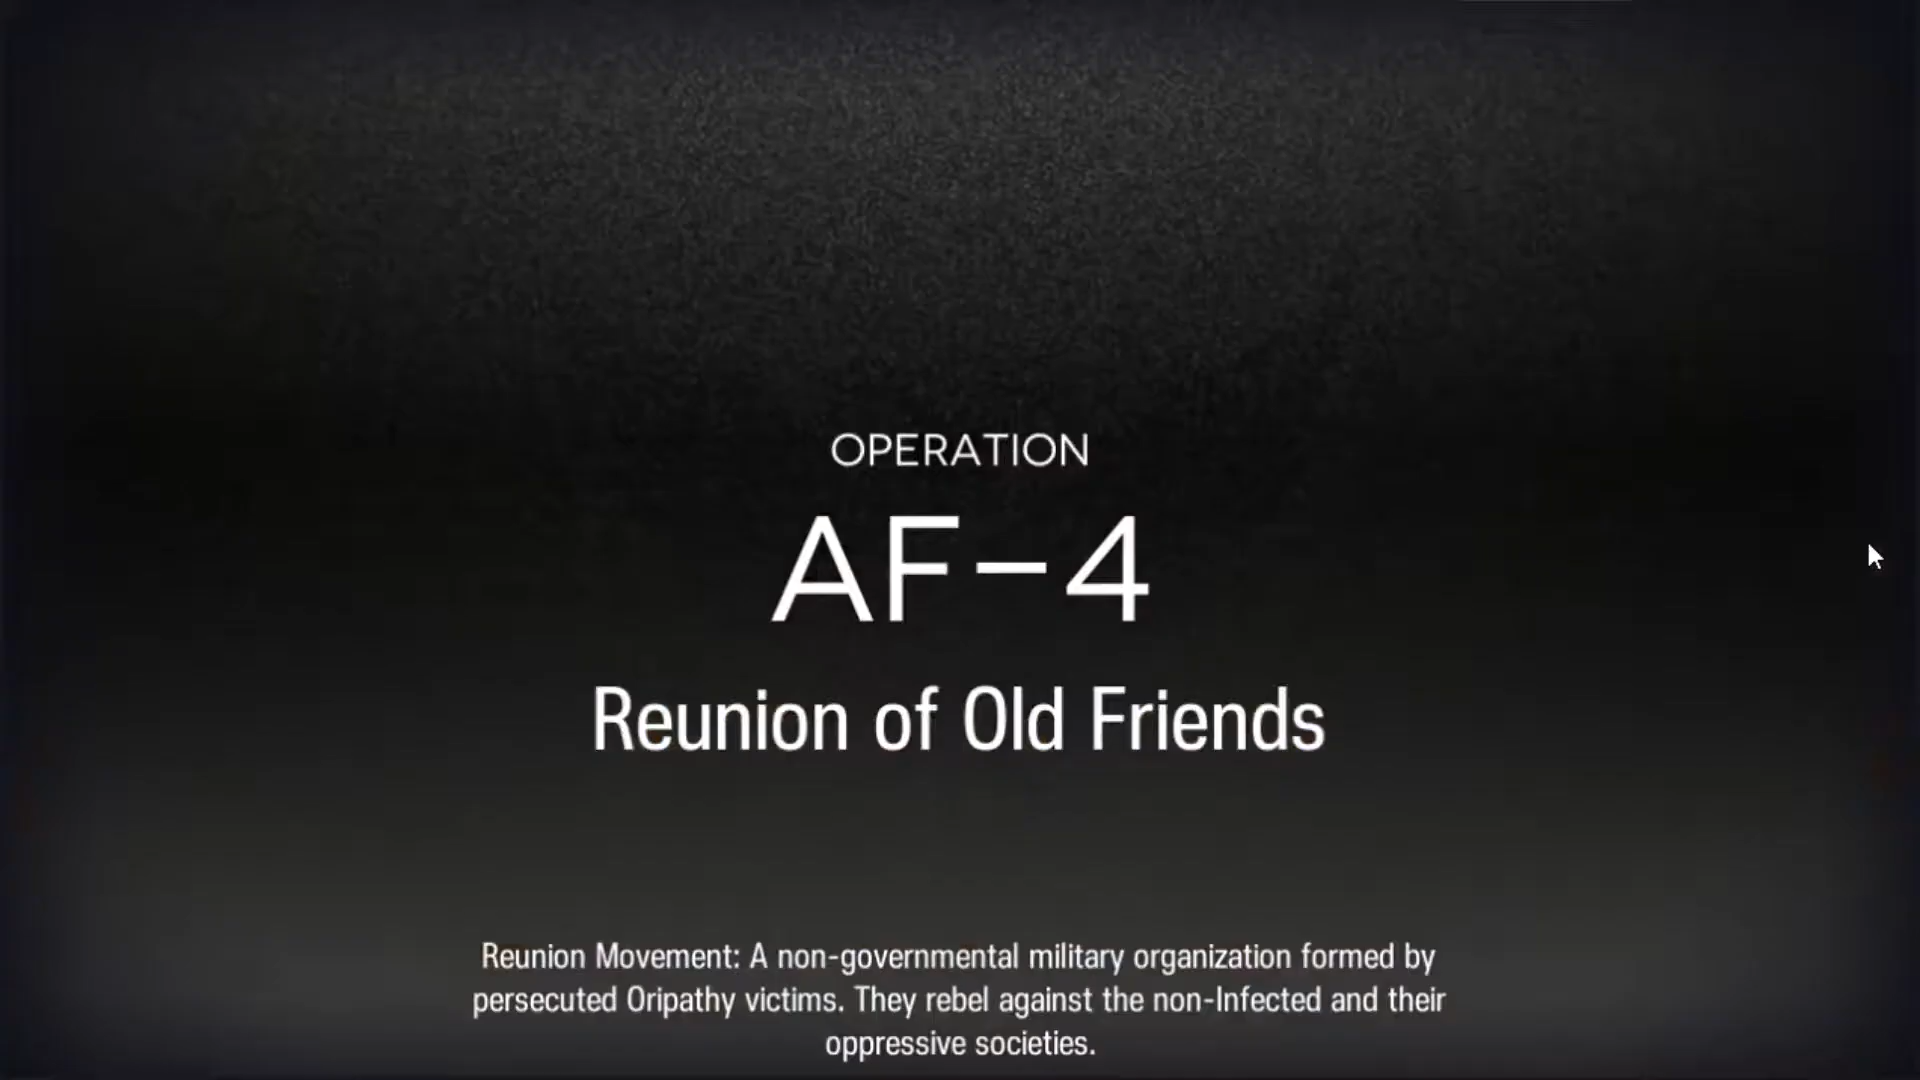 OPERATION
AF-4
Reunion of Old Friends
Reunion Movement: A non-governmental military organization formed by
persecuted Oripathy victims. They rebel against the non-Infected and their
oppressive societies.